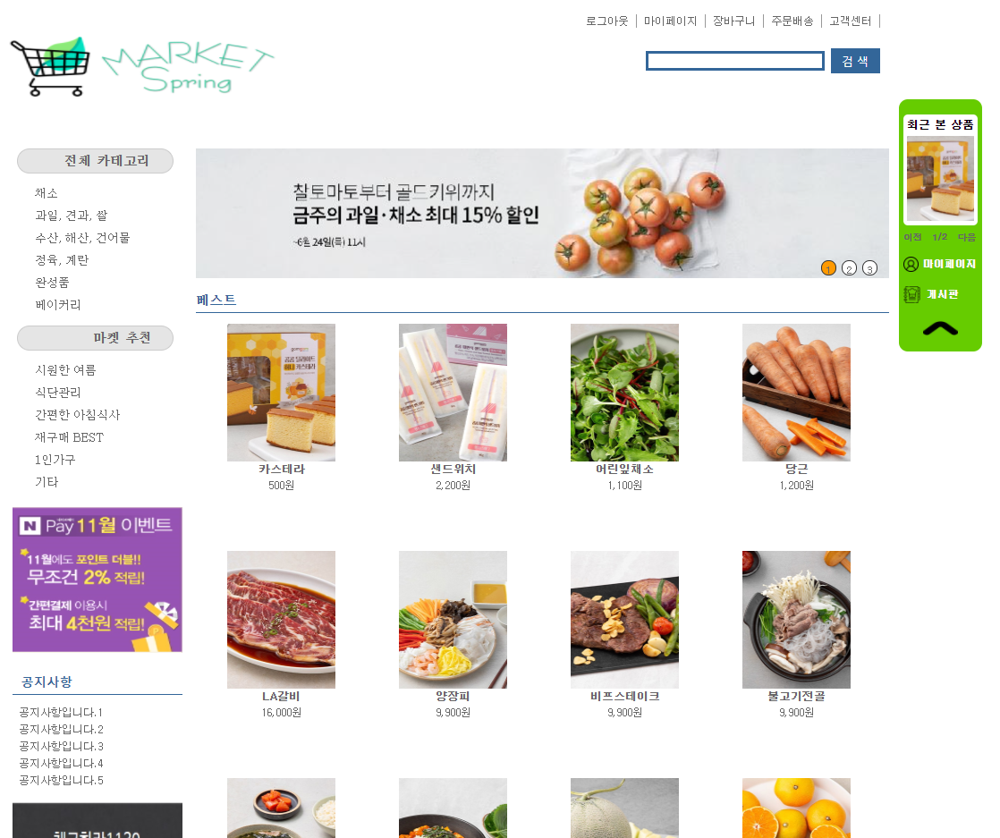 로그아웃 마이페이지 장바구니 주문배송 고객센터
MARKET
Spring
검 색
최근 본 상품
이전 1/2 다음
마이페이지
게시판
전체 카테고리
채소
과일, 견과, 쌀
수산, 해산, 건어물
정육, 계란
완성품
베이커리
마켓 추천
시원한 여름
식단관리
간편한 아침식사
재구매 BEST
1인가구
기타
N Pay 11월 이벤트
11월에도 포인트 더블!!
무조건 2% 적립!
간편결제 이용시
최대 4천원 적립!
공지사항
공지사항입니다.1
공지사항입니다.2
공지사항입니다.3
공지사항입니다.4
공지사항입니다.5
찰토마토부터 골드키위까지
금주의 과일·채소 최대 15% 할인
~6월 24일(목) 11시
1 2 3
베스트
카스테라
500원
샌드위치
2,200원
어린잎채소
1,100원
당근
1,200원
LA갈비
16,000원
양장피
9,900원
비프스테이크
9,900원
불고기전골
9,900원